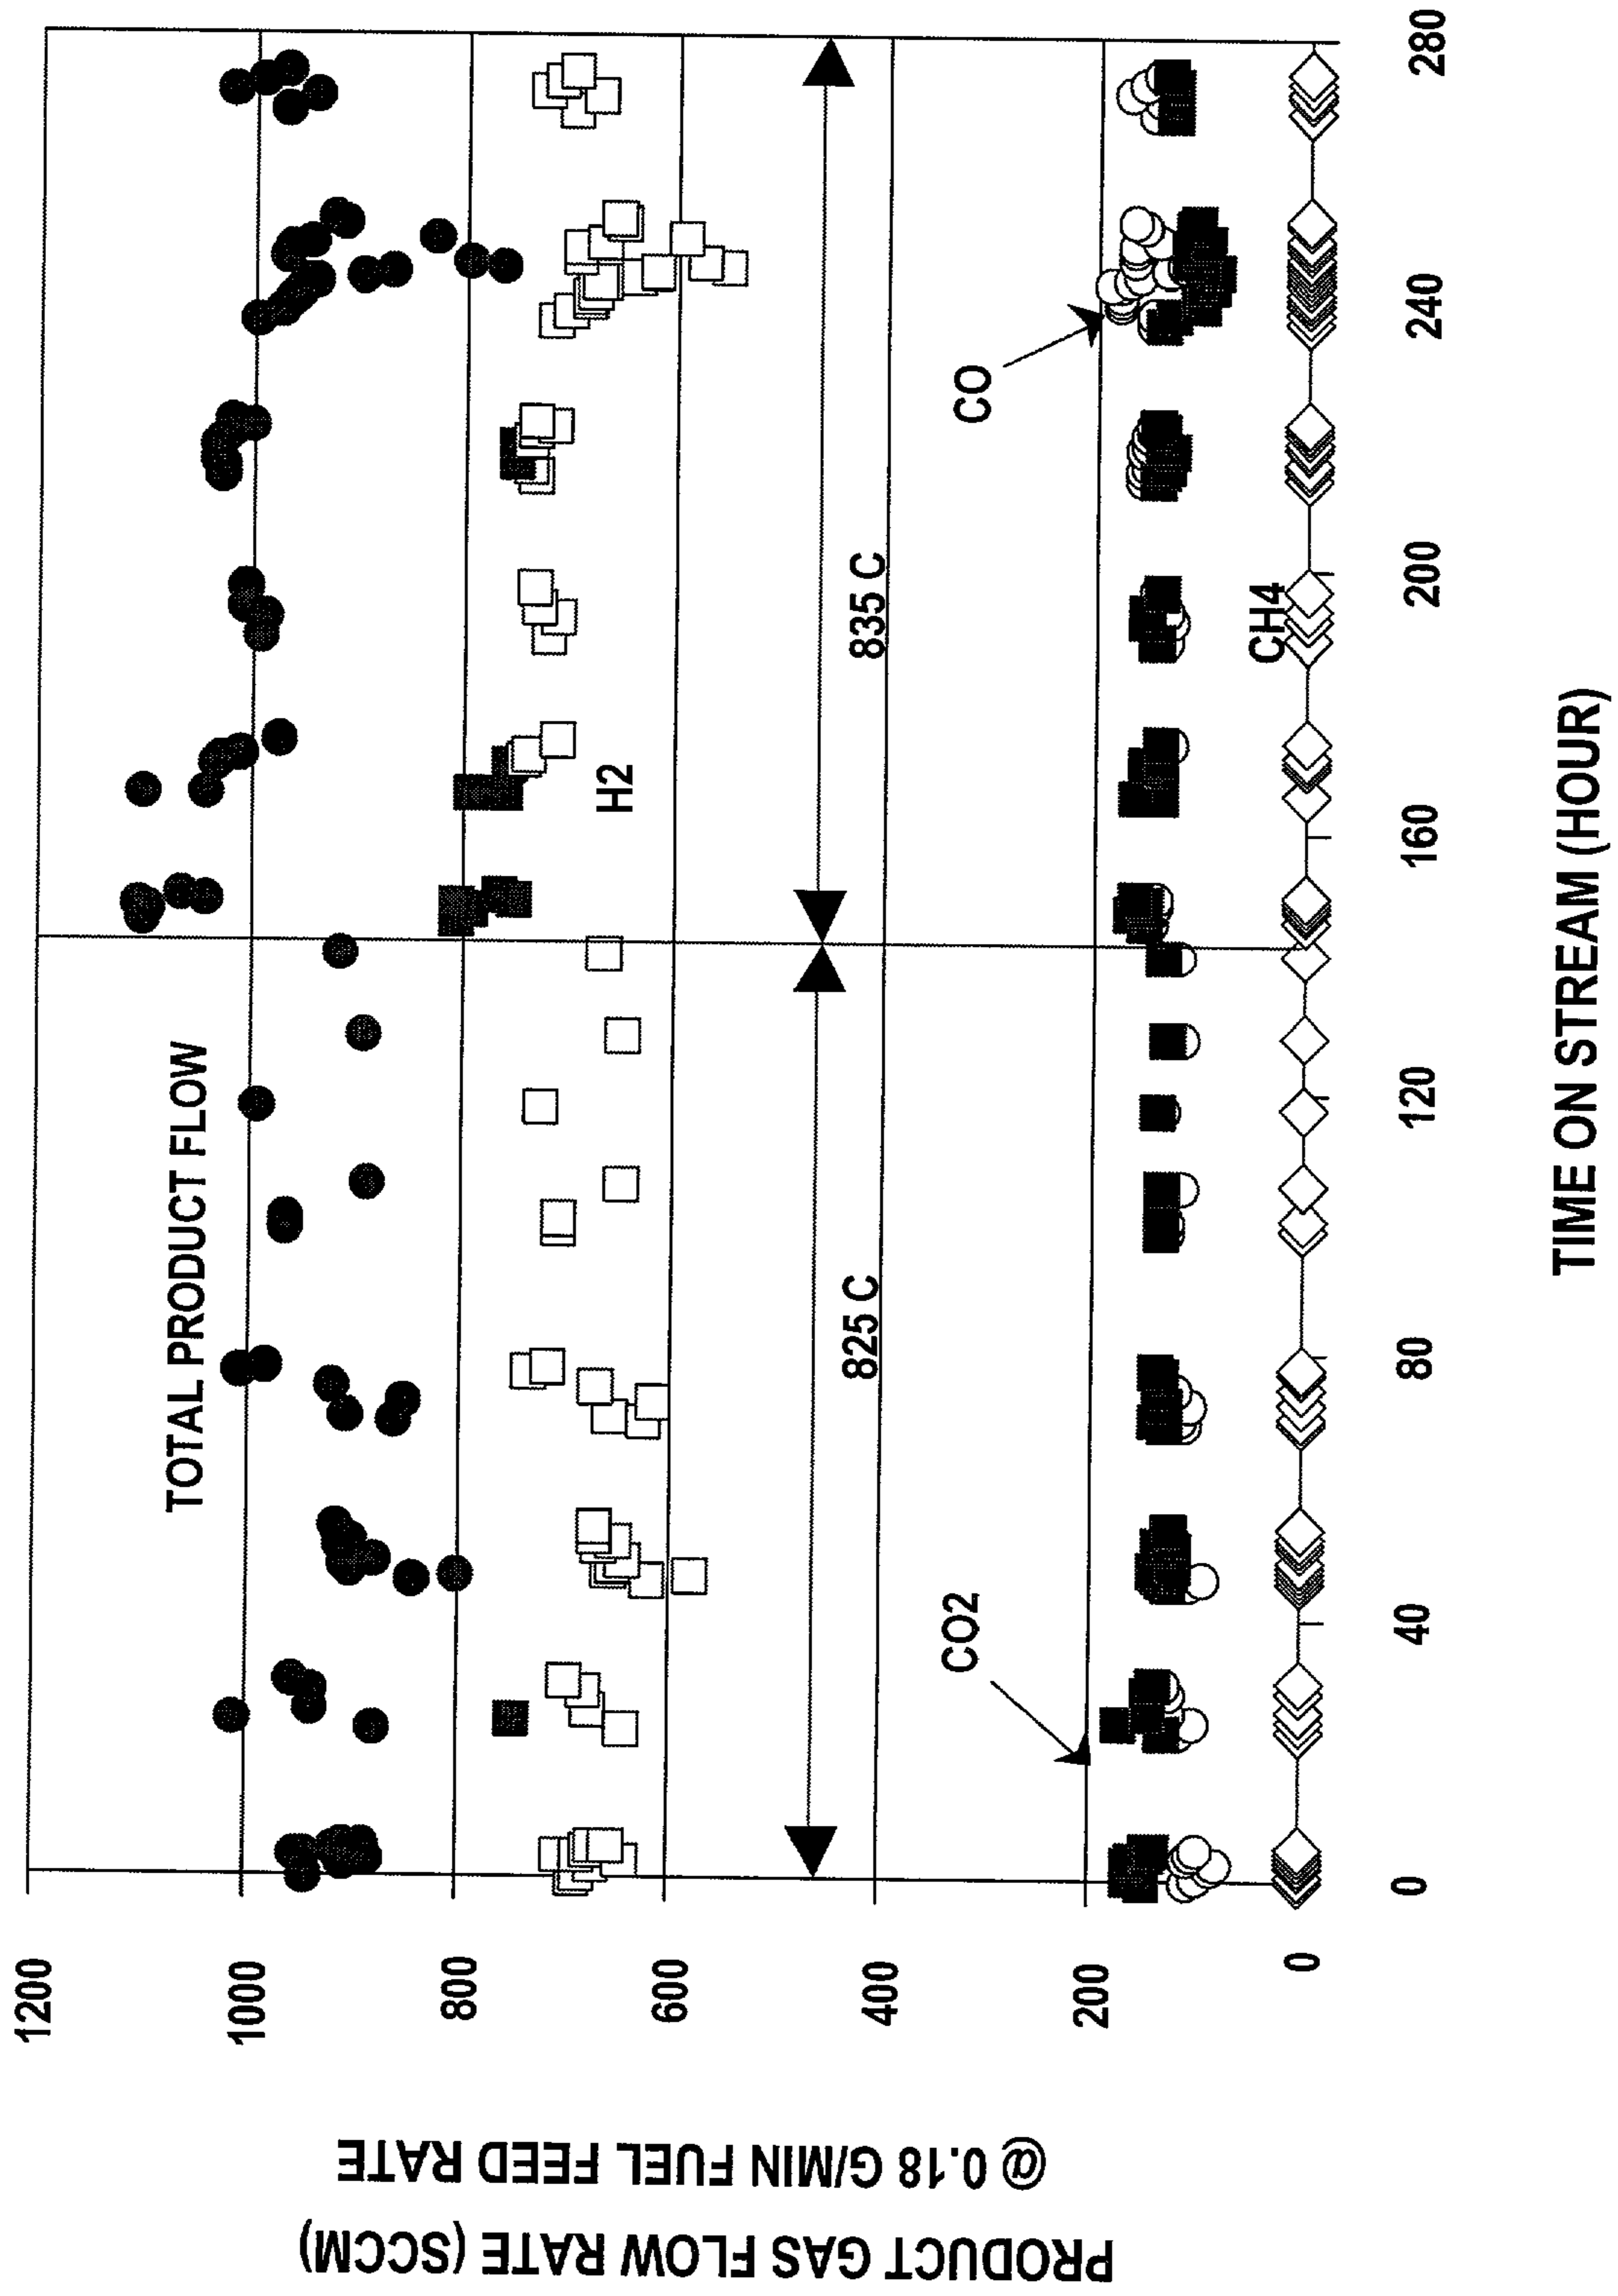 PRODUCT GAS FLOW RATE (SCCM)
@ 0.18 G/MIN FUEL FEED RATE
1200
1000
800
600
400
200
0
TOTAL PRODUCT FLOW
H2
825 C
835 C
CO2
CO
CH4
0
40
80
120
160
200
240
280
TIME ON STREAM (HOUR)